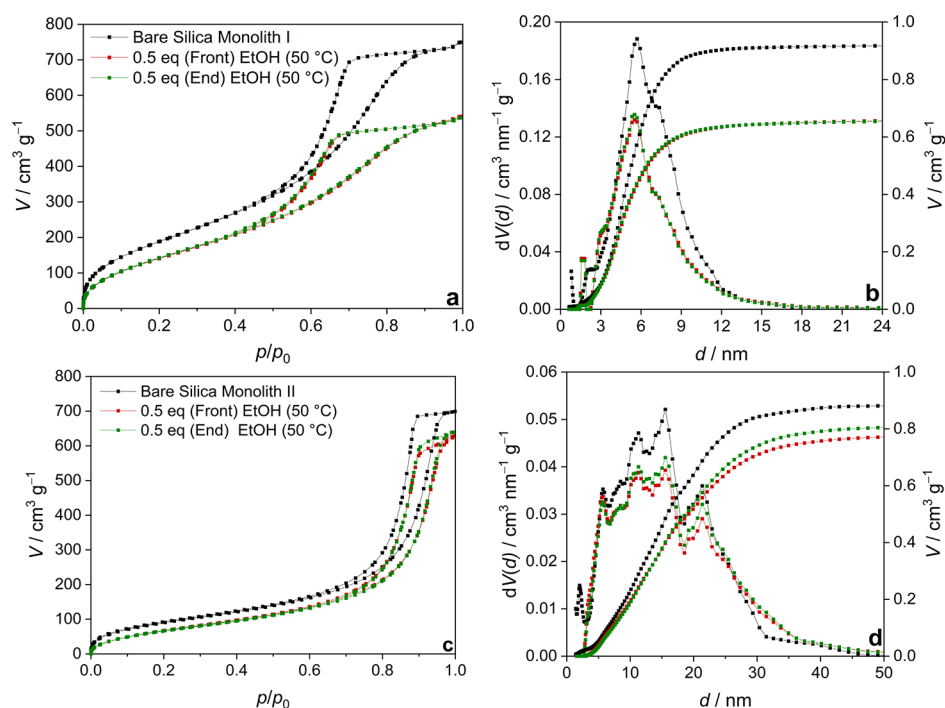 800
700
600
500
400
300
200
100
0
V / cm³ g⁻¹
Bare Silica Monolith I
0.5 eq (Front) EtOH (50 °C)
0.5 eq (End) EtOH (50 °C)
a
0.0 0.2 0.4 0.6 0.8 1.0
p/p₀
0.20
0.16
0.12
0.08
0.04
0.00
dV(d) / cm³ nm⁻¹ g⁻¹
1.0
0.8
0.6
0.4
0.2
0.0
V / cm³ g⁻¹
b
0 3 6 9 12 15 18 21 24
d / nm
800
700
600
500
400
300
200
100
0
V / cm³ g⁻¹
Bare Silica Monolith II
0.5 eq (Front) EtOH (50 °C)
0.5 eq (End) EtOH (50 °C)
c
0.0 0.2 0.4 0.6 0.8 1.0
p/p₀
0.06
0.05
0.04
0.03
0.02
0.01
0.00
dV(d) / cm³ nm⁻¹ g⁻¹
1.0
0.8
0.6
0.4
0.2
0.0
V / cm³ g⁻¹
d
0 10 20 30 40 50
d / nm